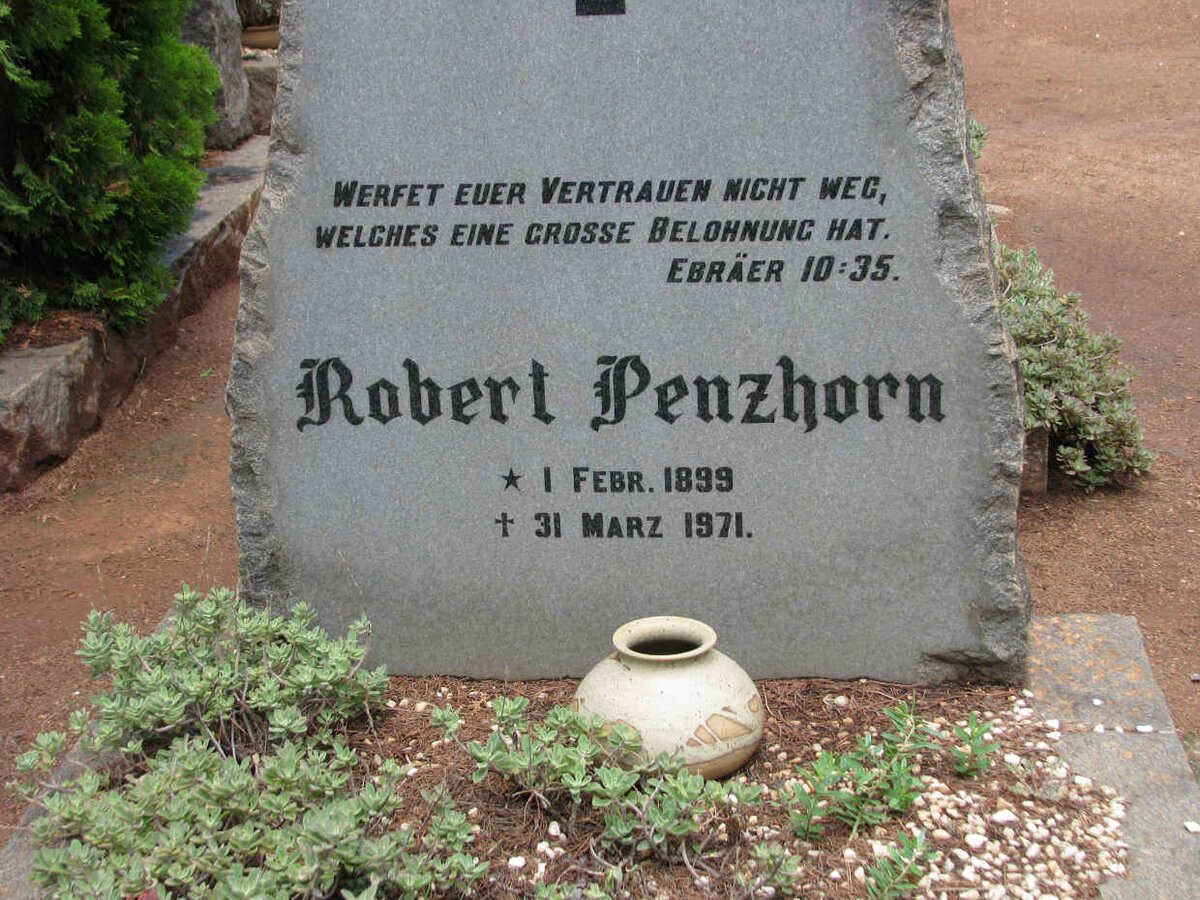 Werfet euer Vertrauen nicht weg,
welches eine grosse Belohnung hat.
Ebräer 10:35.
Robert Penzhorn
★ 1 Febr. 1899
✝ 31 Marz 1971.